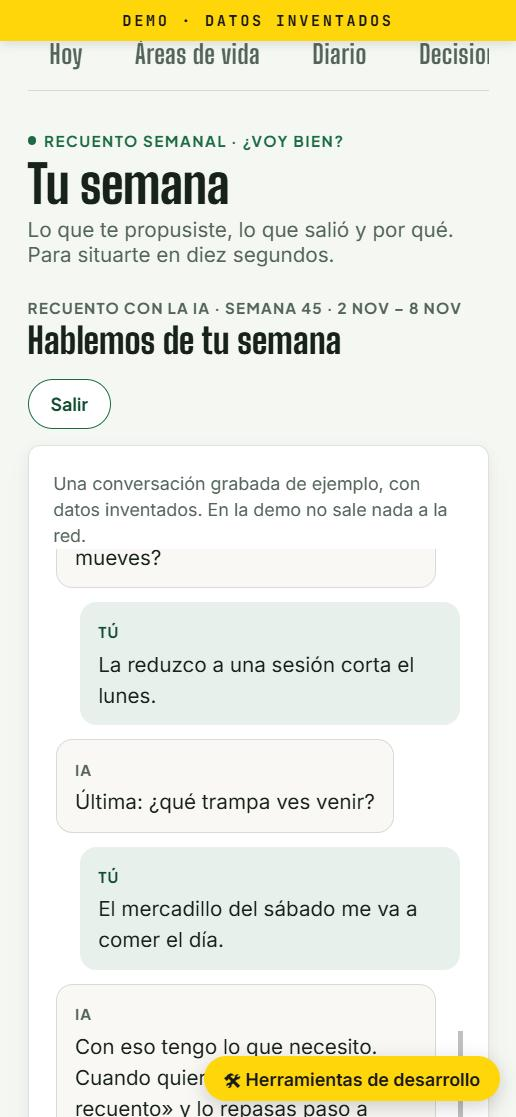 DEMO · DATOS INVENTADOS
Hoy Áreas de vida Diario Decision
RECUENTO SEMANAL · ¿VOY BIEN?
Tu semana
Lo que te propusiste, lo que salió y por qué.
Para situarte en diez segundos.
RECUENTO CON LA IA · SEMANA 45 · 2 NOV – 8 NOV
Hablemos de tu semana
Salir
Una conversación grabada de ejemplo, con
datos inventados. En la demo no sale nada a la
red.
mueves?
TÚ
La reduzco a una sesión corta el
lunes.
IA
Última: ¿qué trampa ves venir?
TÚ
El mercadillo del sábado me va a
comer el día.
IA
Con eso tengo lo que necesito.
Cuando quier
🛠 Herramientas de desarrollo
recuento» y lo repasas paso a